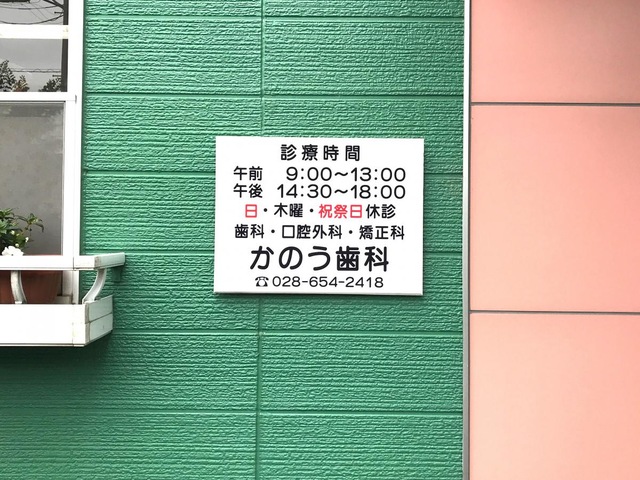 診療時間
午前 9:00〜13:00
午後 14:30〜18:00
日・木曜・祝祭日休診
歯科・口腔外科・矯正科
かのう歯科
☎028-654-2418